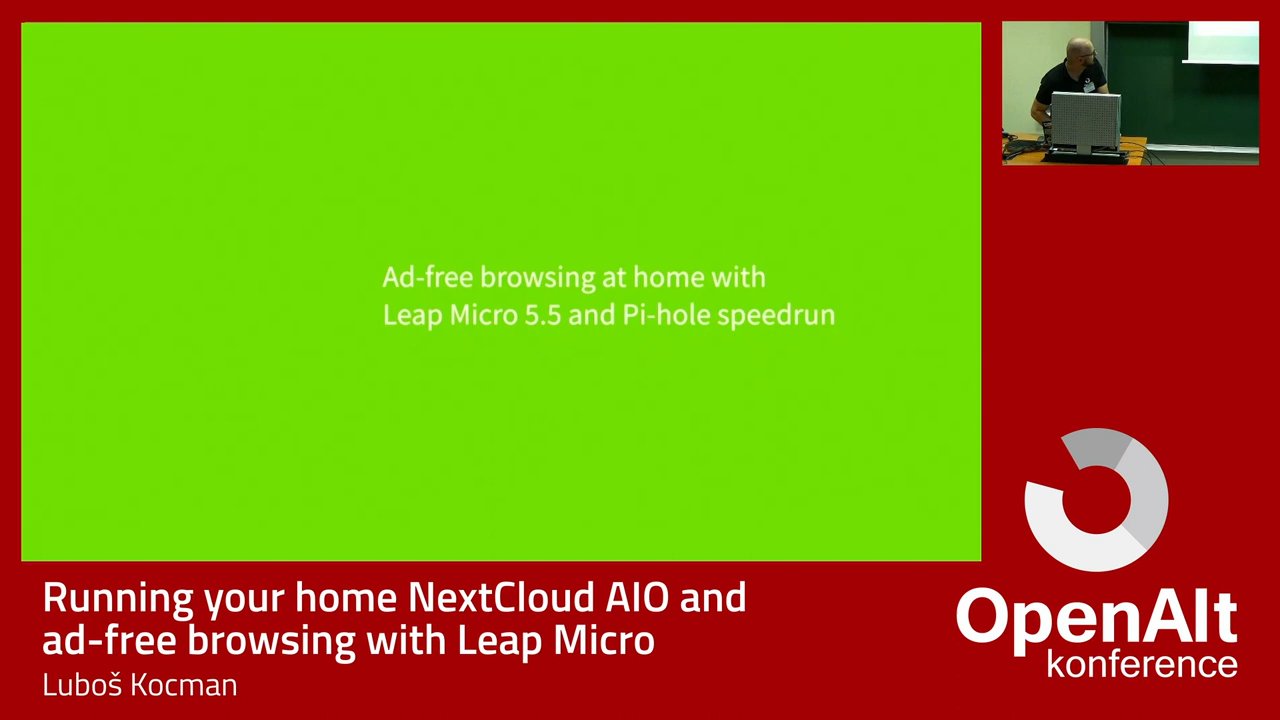 Ad-free browsing at home with
Leap Micro 5.5 and Pi-hole speedrun
Running your home NextCloud AIO and
ad-free browsing with Leap Micro
Luboš Kocman
OpenAlt
konference